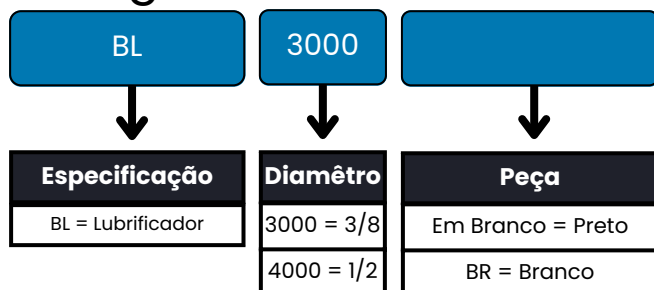 BL 3000
Especificação Diamêtro Peça
BL = Lubrificador 3000 = 3/8 Em Branco = Preto
4000 = 1/2 BR = Branco